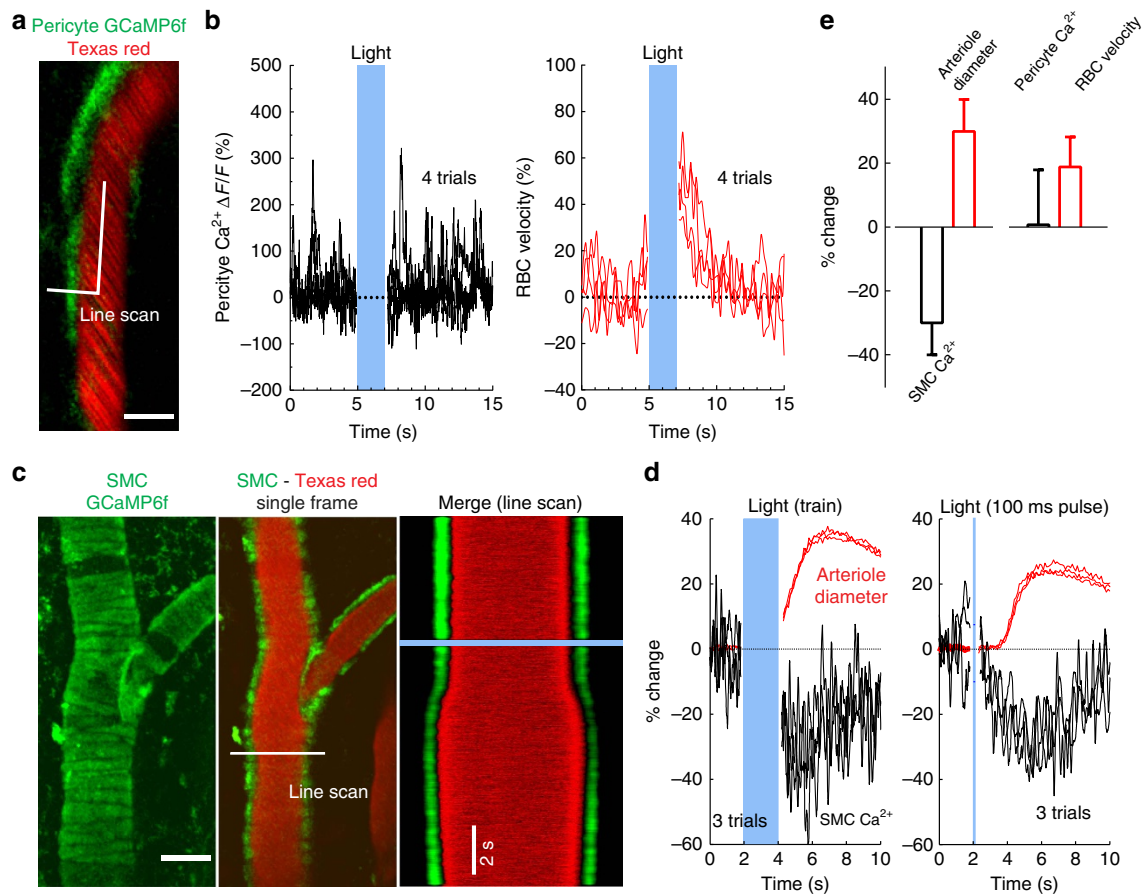 a
Pericyte GCaMP6f
Texas red
Line scan
b
Light
500
400
300
200
100
0
−100
−200
Percitye Ca²⁺ ΔF/F (%)
4 trials
0 5 10 15
Time (s)
Light
100
80
60
40
20
0
−20
−40
RBC velocity (%)
4 trials
0 5 10 15
Time (s)
e
Arteriole
diameter
Pericyte Ca²⁺
RBC velocity
40
20
0
−20
−40
% change
SMC Ca²⁺
c
SMC
GCaMP6f
SMC - Texas red
single frame
Line scan
Merge (line scan)
2 s
d
Light (train)
40
20
0
−20
−40
−60
% change
Arteriole
diameter
3 trials
SMC Ca²⁺
0 2 4 6 8 10
Time (s)
Light (100 ms pulse)
40
20
0
−20
−40
−60
3 trials
0 2 4 6 8 10
Time (s)